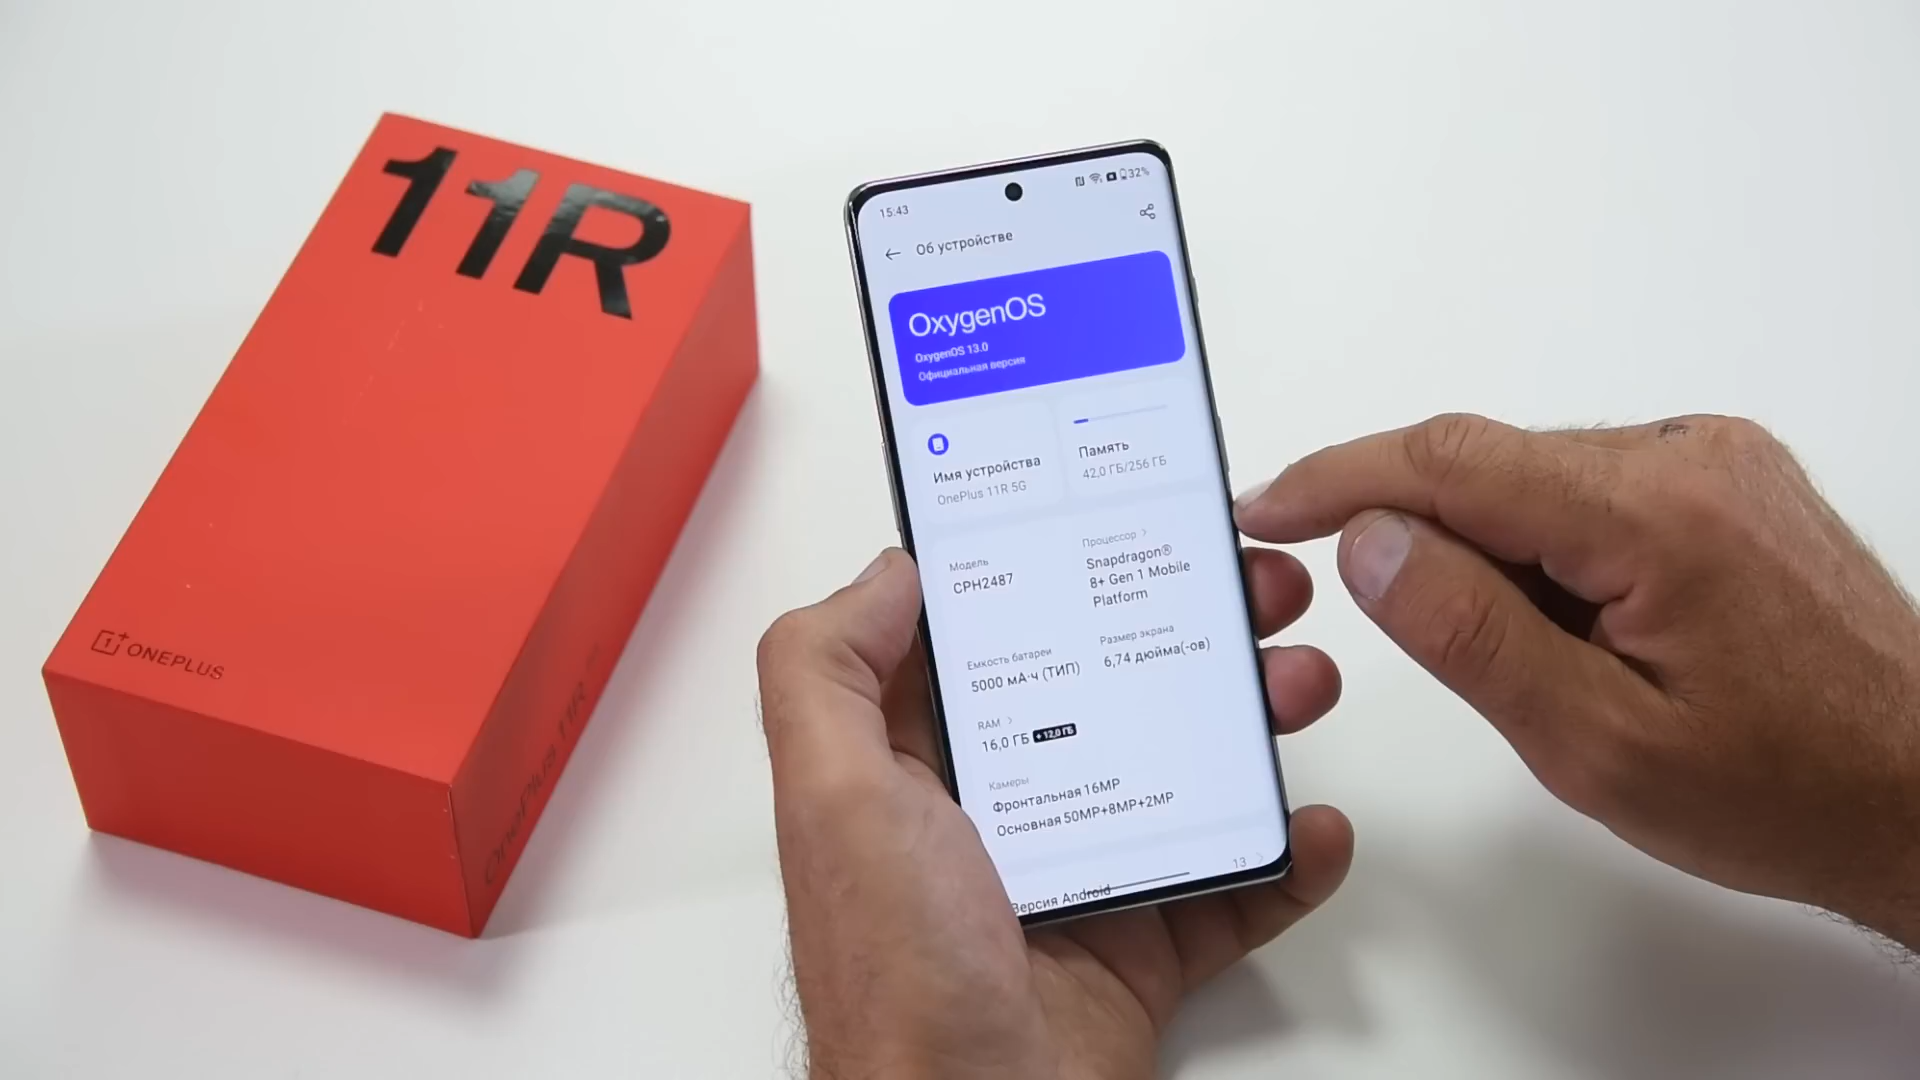 11R
ONEPLUS
OnePlus 11R
15:43
32%
Об устройстве
OxygenOS
OxygenOS 13.0
Официальная версия
Имя устройства
OnePlus 11R 5G
Память
42,0 ГБ/256 ГБ
Модель
CPH2487
Процессор
Snapdragon®
8+ Gen 1 Mobile
Platform
Емкость батареи
5000 мА·ч (ТИП)
Размер экрана
6,74 дюйма(-ов)
RAM
16,0 ГБ +12,0 ГБ
Камеры
Фронтальная 16MP
Основная 50MP+8MP+2MP
Версия Android
13